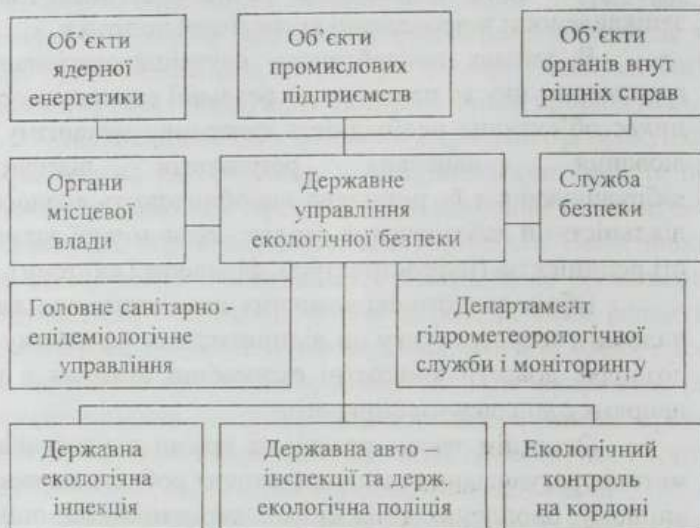 Об’єкти
ядерної
енергетики
Об’єкти
промислових
підприємств
Об’єкти
органів внут
рішніх справ
Органи
місцевої
влади
Державне
управління
екологічної безпеки
Служба
безпеки
Головне санітарно -
епідеміологічне
управління
Департамент
гідрометеорологічної
служби і моніторингу
Державна
екологічна
інпекція
Державна авто –
інспекції та держ.
екологічна поліція
Екологічний
контроль
на кордоні